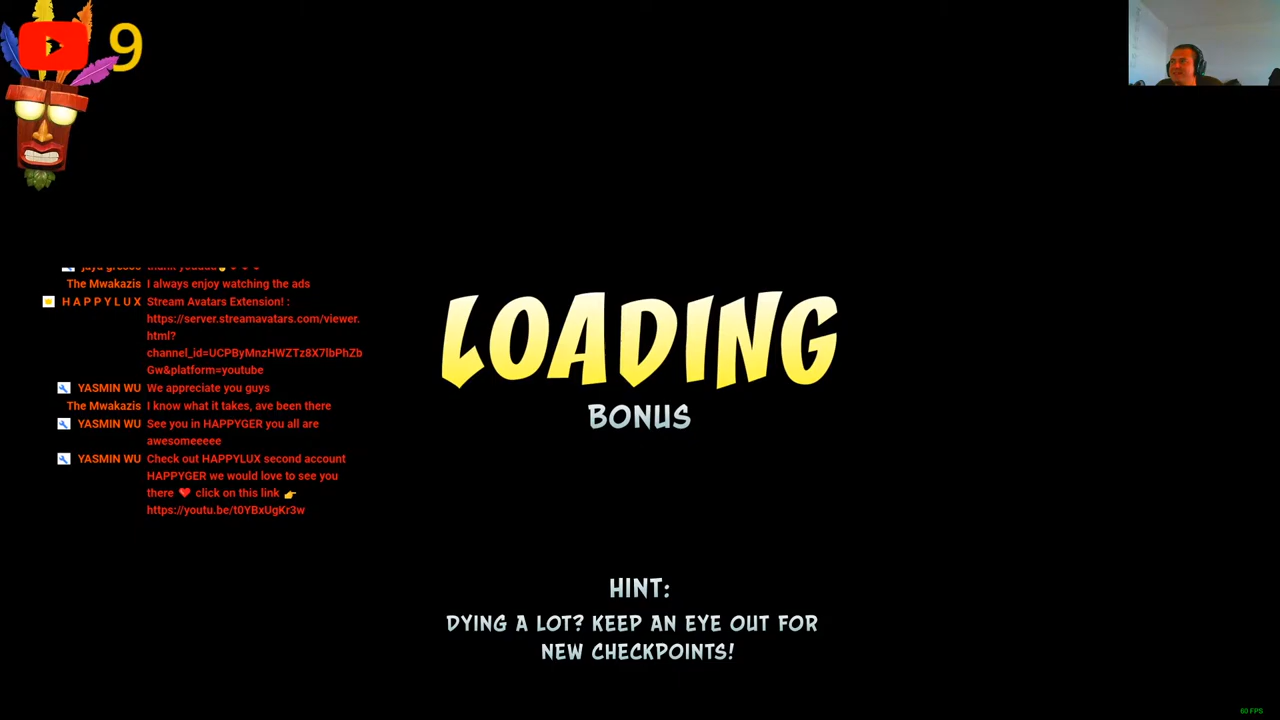 9
The Mwakazis I always enjoy watching the ads
H A P P Y L U X Stream Avatars Extension! :
https://server.streamavatars.com/viewer.
html?
channel_id=UCPByMnzHWZTz8X7lbPhZb
Gw&platform=youtube
YASMIN WU We appreciate you guys
The Mwakazis I know what it takes, ave been there
YASMIN WU See you in HAPPYGER you all are
awesomeeeee
YASMIN WU Check out HAPPYLUX second account
HAPPYGER we would love to see you
there ❤️ click on this link 👉
https://youtu.be/t0YBxUgKr3w
LOADING
BONUS
HINT:
DYING A LOT? KEEP AN EYE OUT FOR
NEW CHECKPOINTS!
60 FPS